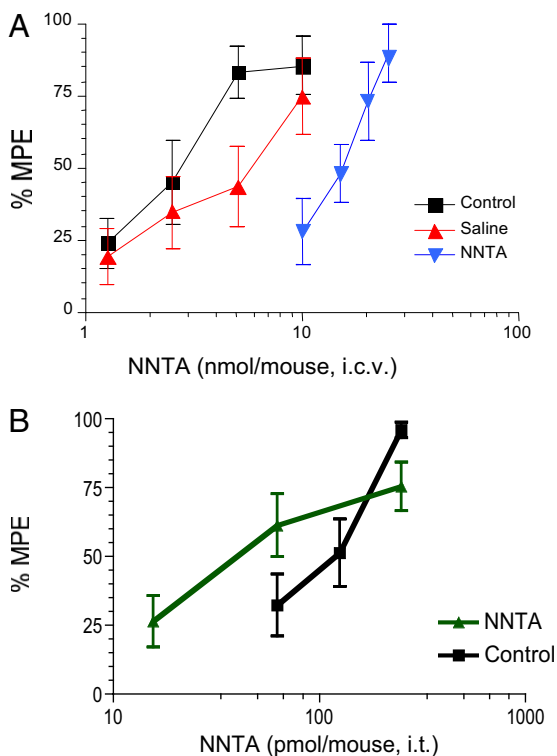 A
100
75
50
25
0
% MPE
Control
Saline
NNTA
1
10
100
NNTA (nmol/mouse, i.c.v.)
B
100
75
50
25
0
% MPE
NNTA
Control
10
100
1000
NNTA (pmol/mouse, i.t.)